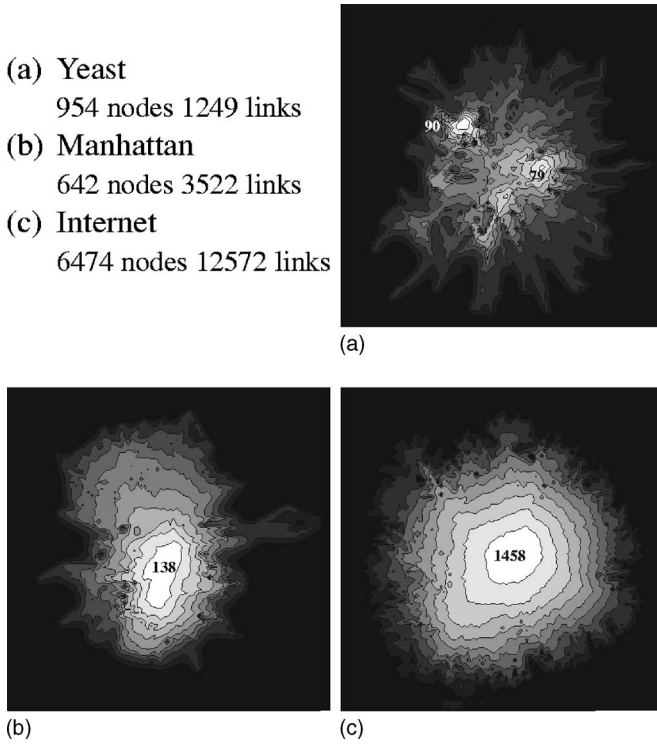 (a) Yeast
954 nodes 1249 links
(b) Manhattan
642 nodes 3522 links
(c) Internet
6474 nodes 12572 links
90
79
(a)
138
(b)
1458
(c)